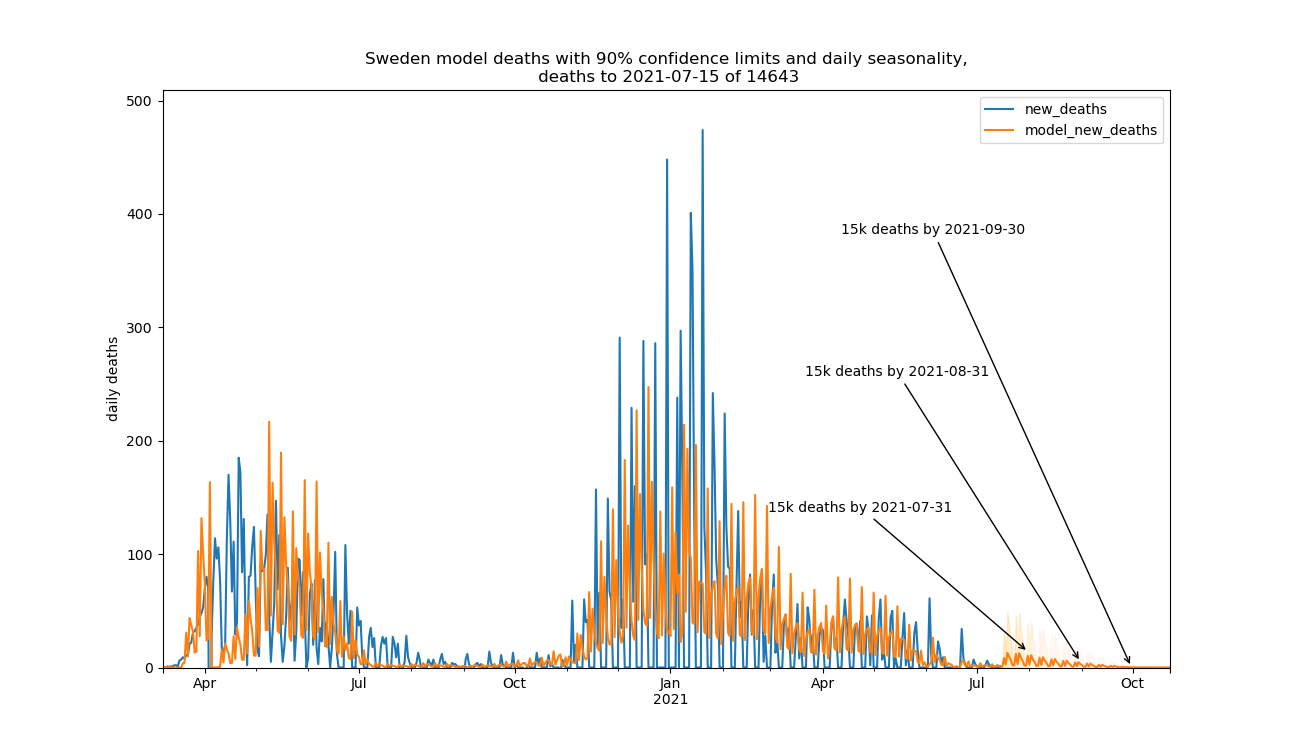 Sweden model deaths with 90% confidence limits and daily seasonality,
deaths to 2021-07-15 of 14643
new_deaths
model_new_deaths
daily deaths
500
400
300
200
100
0
15k deaths by 2021-09-30
15k deaths by 2021-08-31
15k deaths by 2021-07-31
Apr Jul Oct Jan Apr Jul Oct
2021